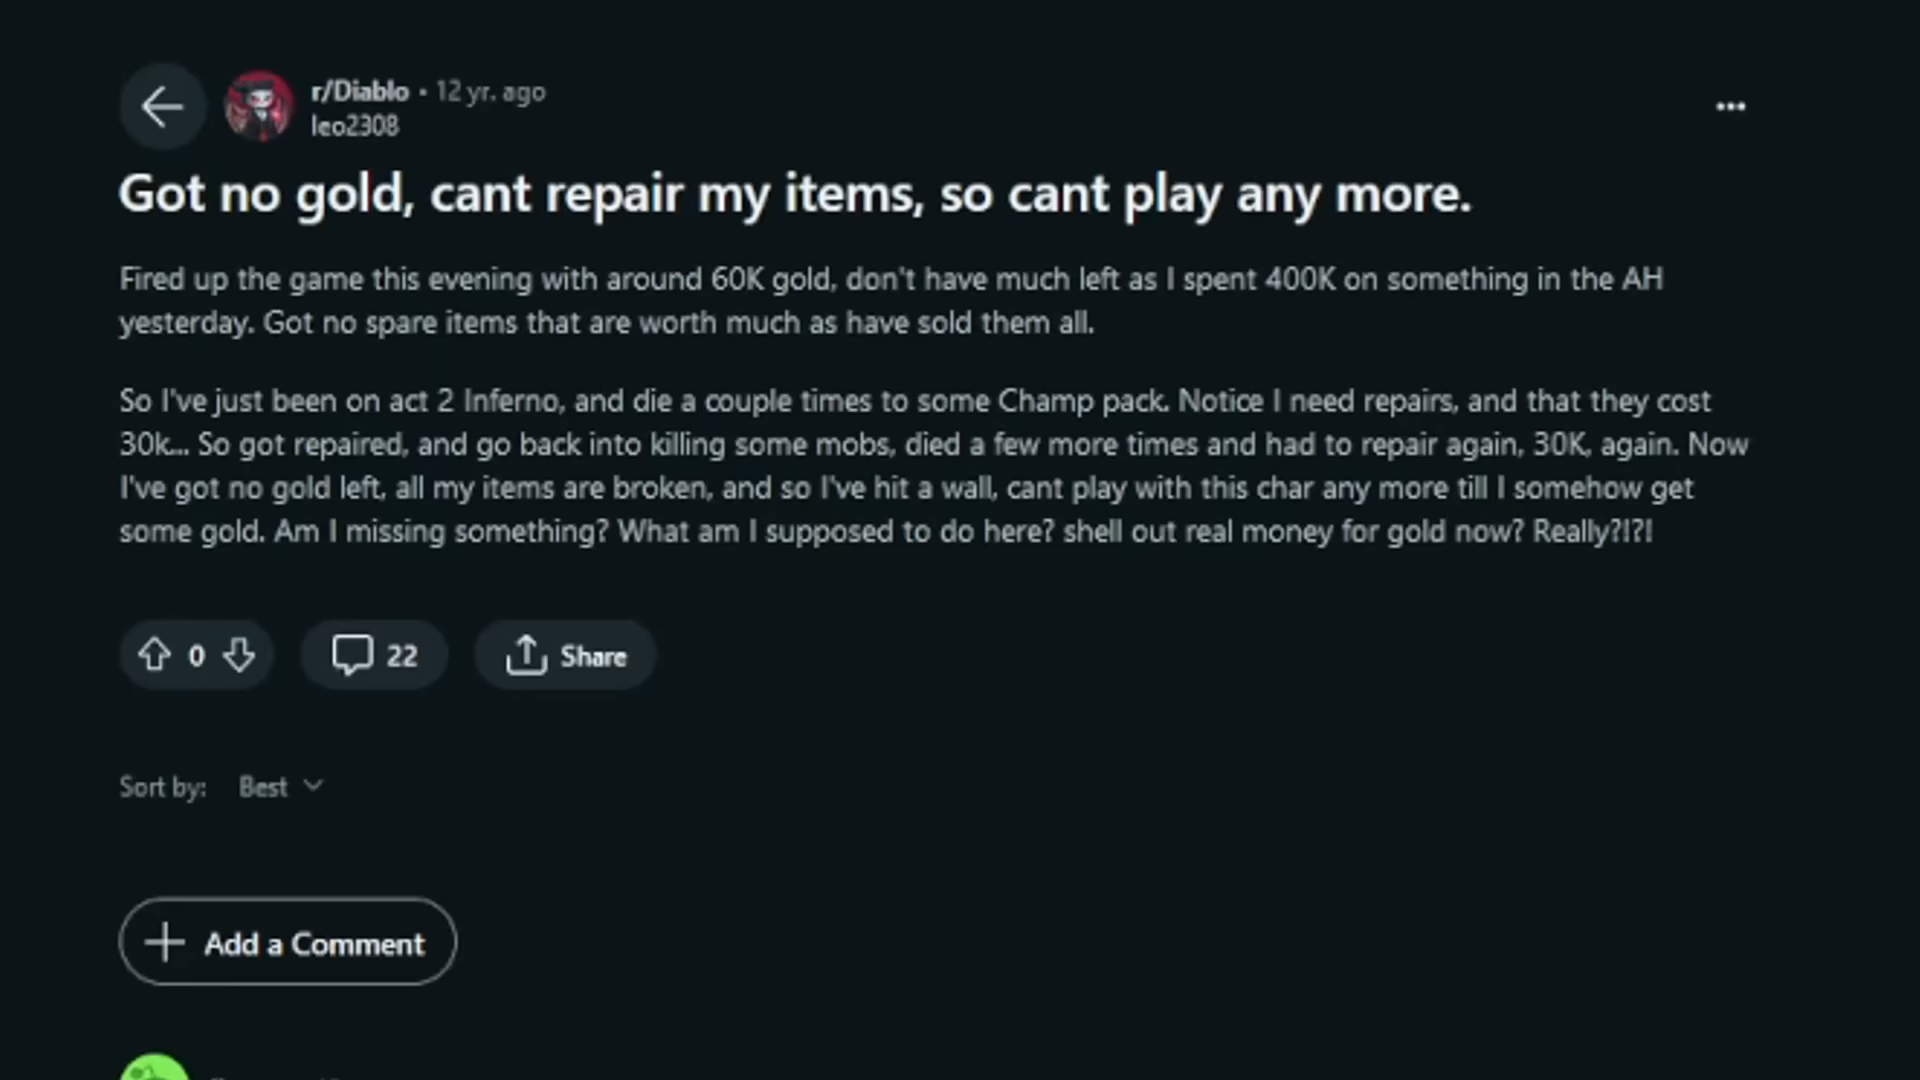 r/Diablo • 12 yr. ago
leo2308
Got no gold, cant repair my items, so cant play any more.
Fired up the game this evening with around 60K gold, don't have much left as I spent 400K on something in the AH
yesterday. Got no spare items that are worth much as have sold them all.
So I've just been on act 2 Inferno, and die a couple times to some Champ pack. Notice I need repairs, and that they cost
30k... So got repaired, and go back into killing some mobs, died a few more times and had to repair again, 30K, again. Now
I've got no gold left, all my items are broken, and so I've hit a wall, cant play with this char any more till I somehow get
some gold. Am I missing something? What am I supposed to do here? shell out real money for gold now? Really?!?!
0 22 Share
Sort by: Best
Add a Comment